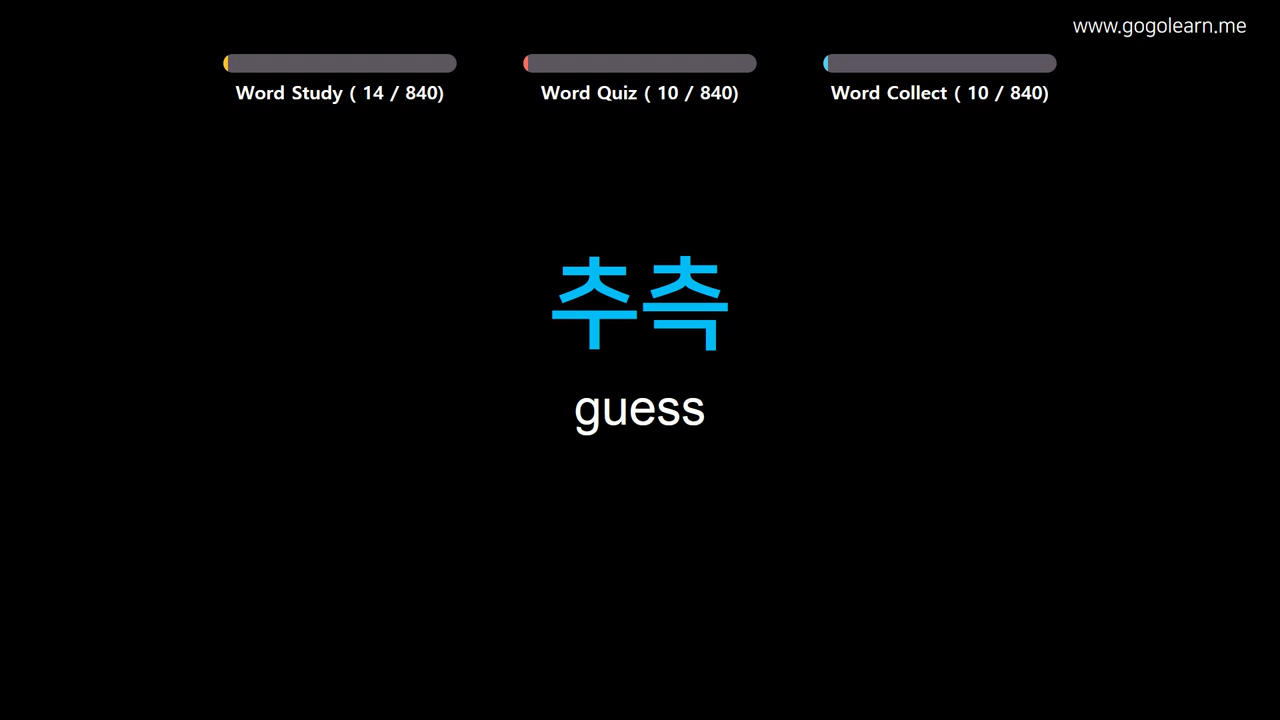 www.gogolearn.me
Word Study ( 14 / 840)
Word Quiz ( 10 / 840)
Word Collect ( 10 / 840)
추측
guess